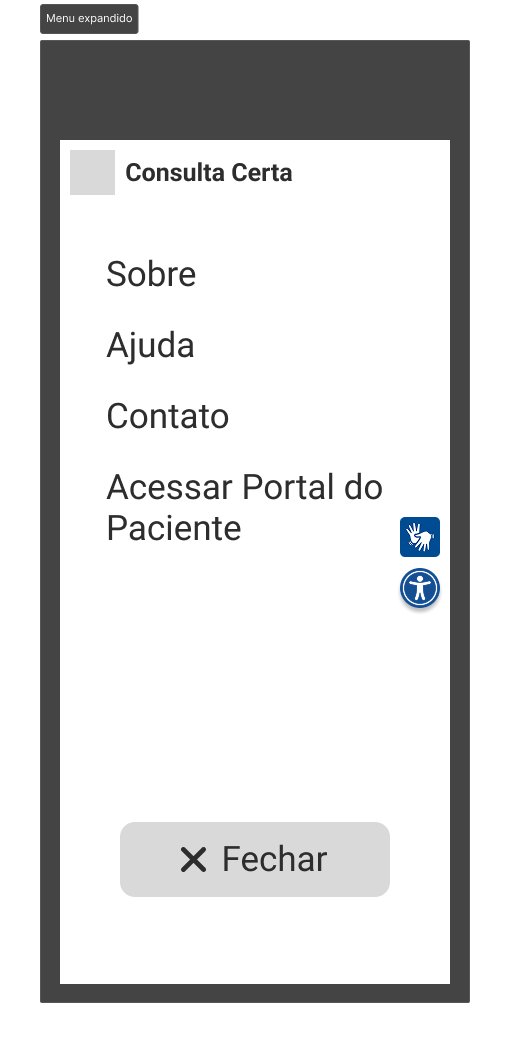 Menu expandido
Consulta Certa
Sobre
Ajuda
Contato
Acessar Portal do
Paciente
Fechar